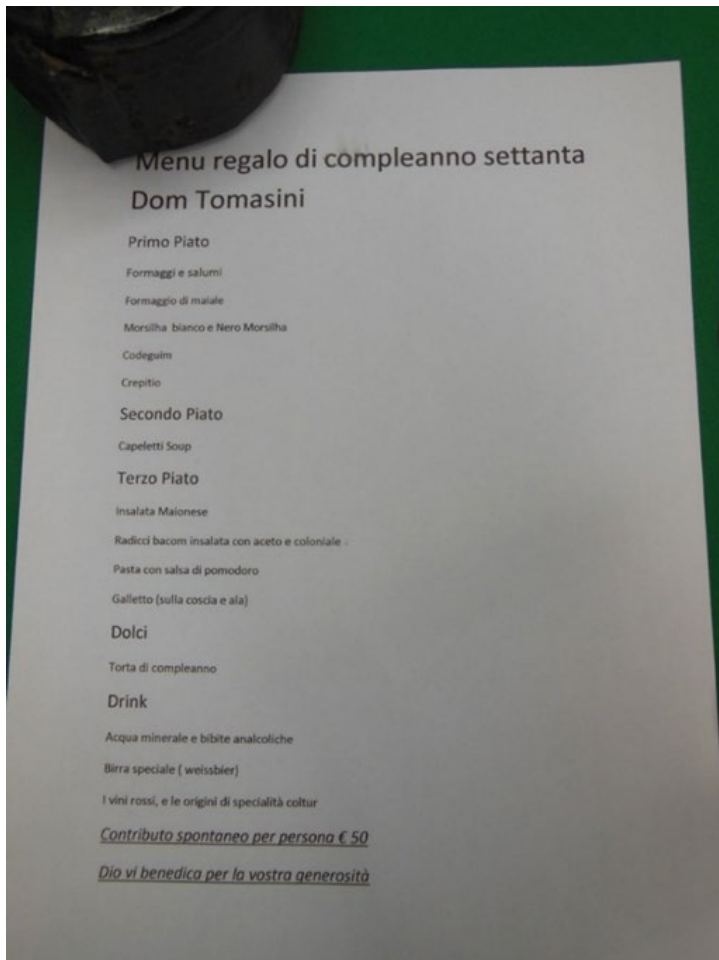 Menu regalo di compleanno settanta
Dom Tomasini
Primo Piato
Formaggi e salumi
Formaggio di maiale
Morsilha bianco e Nero Morsilha
Codeguim
Crepitio
Secondo Piato
Capeletti Soup
Terzo Piato
Insalata Maionese
Radicci bacom insalata con aceto e coloniale .
Pasta con salsa di pomodoro
Galletto (sulla coscia e ala)
Dolci
Torta di compleanno
Drink
Acqua minerale e bibite analcoliche
Birra speciale ( weissbier)
I vini rossi, e le origini di specialità coltur
Contributo spontaneo per persona € 50
Dio vi benedica per la vostra generosità